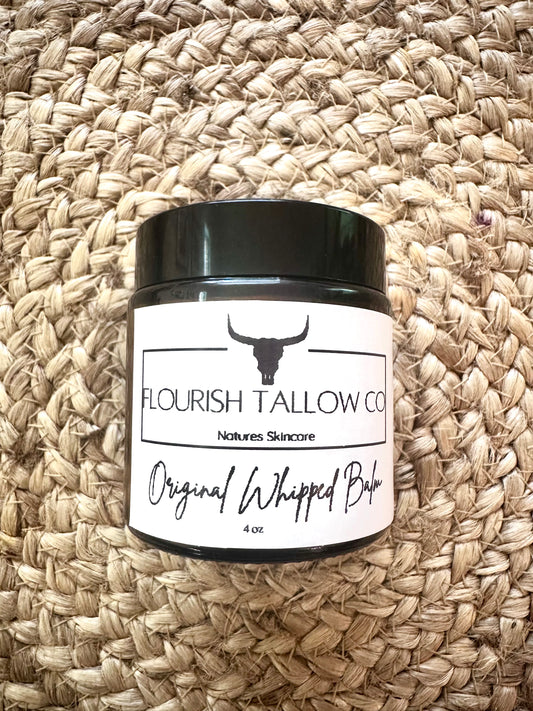 FLOURISH TALLOW CO
Natures Skincare
Original Whipped Balm
4 oz